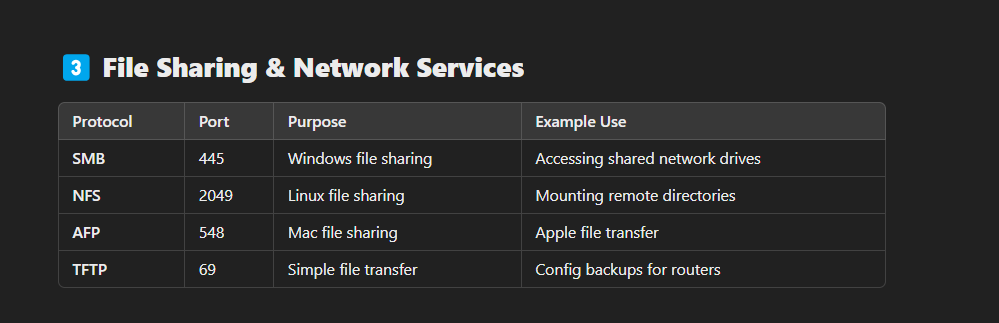 3 File Sharing & Network Services
Protocol Port Purpose Example Use
SMB 445 Windows file sharing Accessing shared network drives
NFS 2049 Linux file sharing Mounting remote directories
AFP 548 Mac file sharing Apple file transfer
TFTP 69 Simple file transfer Config backups for routers